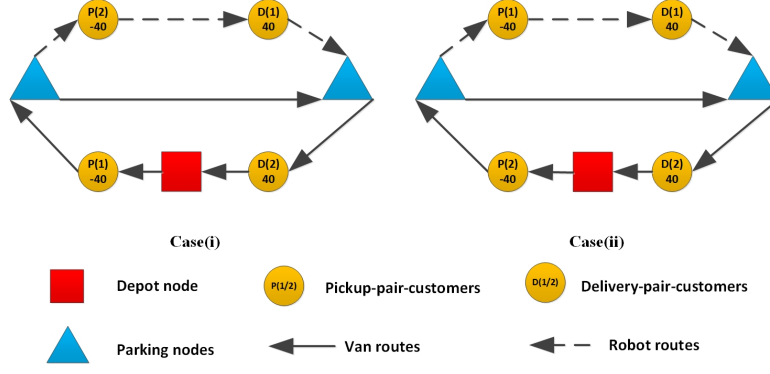 P(2)
-40
D(1)
40
P(1)
-40
D(1)
40
P(1)
-40
D(2)
40
P(2)
-40
D(2)
40
Case(i)
Case(ii)
Depot node
P(1/2)
Pickup-pair-customers
D(1/2)
Delivery-pair-customers
Parking nodes
Van routes
Robot routes